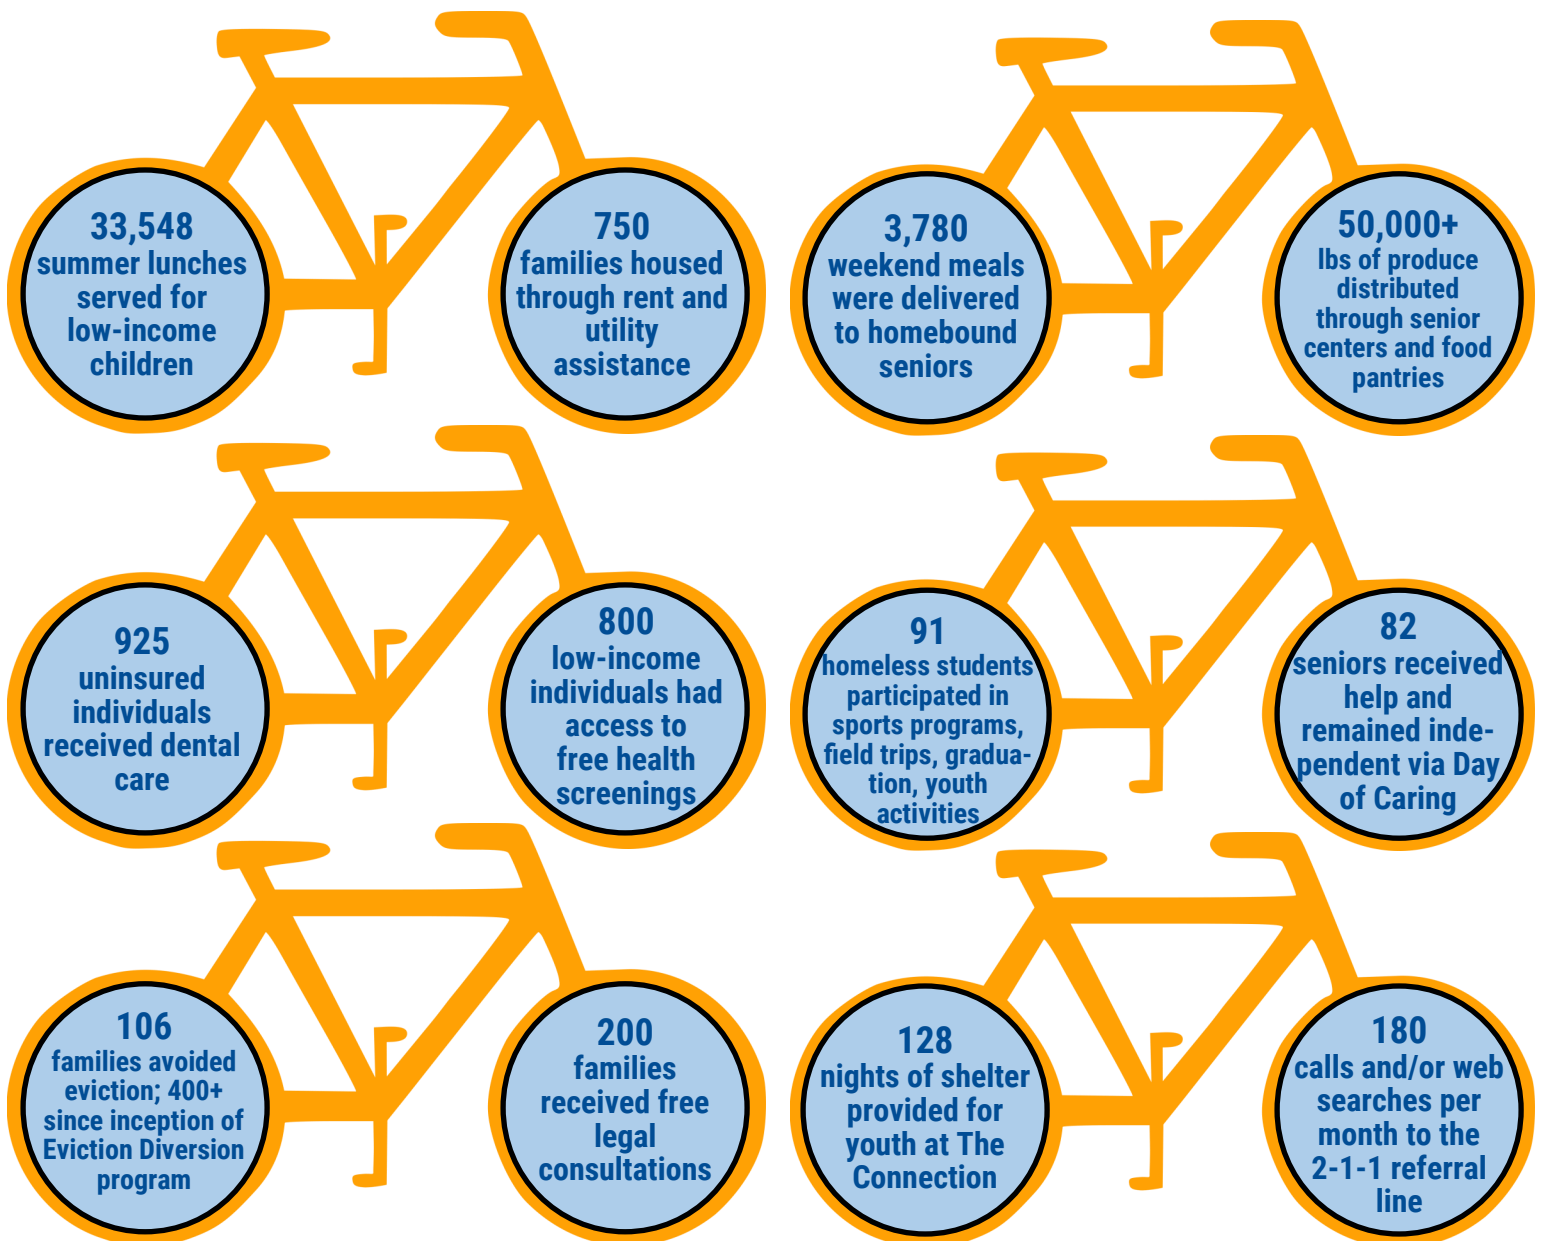 33,548
summer lunches
served for
low-income
children
750
families housed
through rent and
utility
assistance
3,780
weekend meals
were delivered
to homebound
seniors
50,000+
lbs of produce
distributed
through senior
centers and food
pantries
925
uninsured
individuals
received dental
care
800
low-income
individuals had
access to
free health
screenings
91
homeless students
participated in
sports programs,
field trips, gradua-
tion, youth
activities
82
seniors received
help and
remained inde-
pendent via Day
of Caring
106
families avoided
eviction; 400+
since inception of
Eviction Diversion
program
200
families
received free
legal
consultations
128
nights of shelter
provided for
youth at The
Connection
180
calls and/or web
searches per
month to the
2-1-1 referral
line